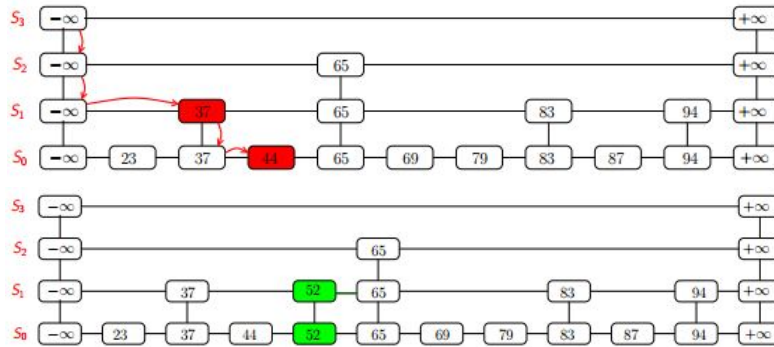 S₃ −∞ +∞
S₂ −∞ 65 +∞
S₁ −∞ 37 65 83 94 +∞
S₀ −∞ 23 37 44 65 69 79 83 87 94 +∞
S₃ −∞ +∞
S₂ −∞ 65 +∞
S₁ −∞ 37 52 65 83 94 +∞
S₀ −∞ 23 37 44 52 65 69 79 83 87 94 +∞